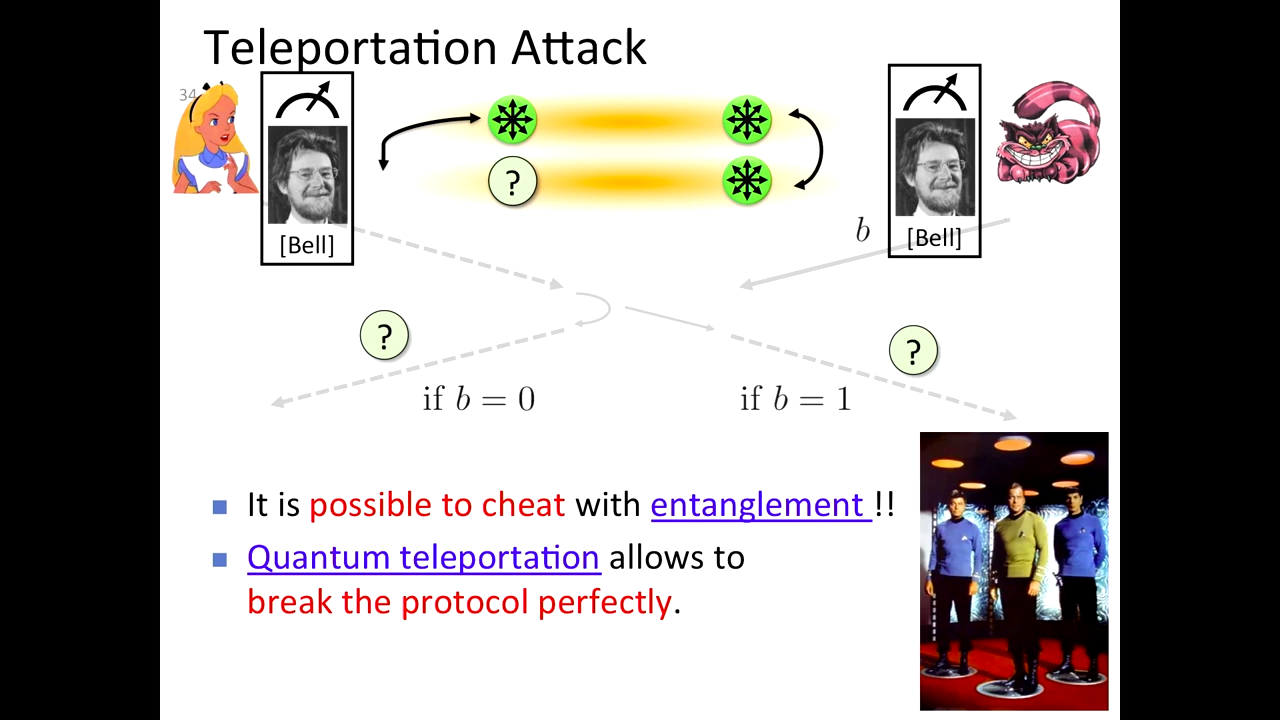 Teleportation Attack
34
?
[Bell]
b
[Bell]
?
?
if b = 0
if b = 1
■ It is possible to cheat with entanglement !!
■ Quantum teleportation allows to
break the protocol perfectly.